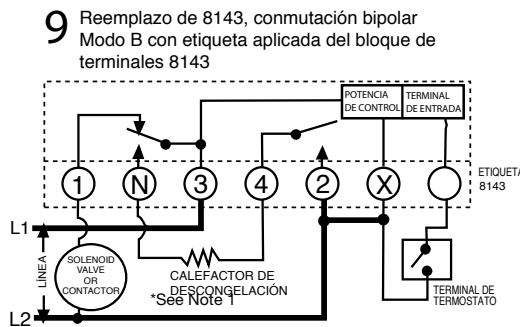 9 Reemplazo de 8143, conmutación bipolar
Modo B con etiqueta aplicada del bloque de
terminales 8143
POTENCIA
DE CONTROL
TERMINAL
DE ENTRADA
1 N 3 4 2 X
ETIQUETA
8143
L1
LÍNEA
SOLENOID
VALVE
OR
CONTACTOR
CALEFACTOR DE
DESCONGELACIÓN
*See Note 1
TERMINAL DE
TERMOSTATO
L2